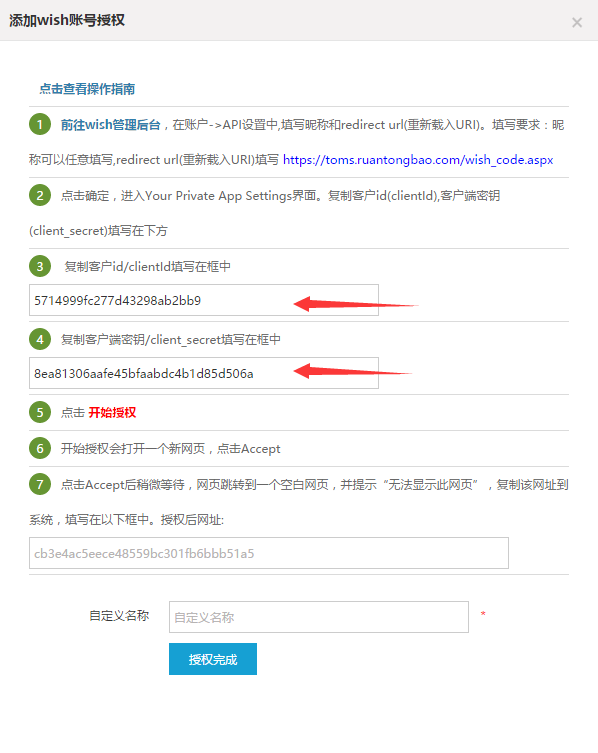 添加wish账号授权
×
点击查看操作指南
1 前往wish管理后台，在账户->API设置中,填写昵称和redirect url(重新载入URI)。填写要求：昵
称可以任意填写,redirect url(重新载入URI)填写 https://toms.ruantongbao.com/wish_code.aspx
2 点击确定，进入Your Private App Settings界面。复制客户id(clientId),客户端密钥
(client_secret)填写在下方
3 复制客户id/clientId填写在框中
5714999fc277d43298ab2bb9
4 复制客户端密钥/client_secret填写在框中
8ea81306aafe45bfaabdc4b1d85d506a
5 点击 开始授权
6 开始授权会打开一个新网页，点击Accept
7 点击Accept后稍微等待，网页跳转到一个空白网页，并提示“无法显示此网页”，复制该网址到
系统，填写在以下框中。授权后网址:
cb3e4ac5eece48559bc301fb6bbb51a5
自定义名称 自定义名称 *
授权完成